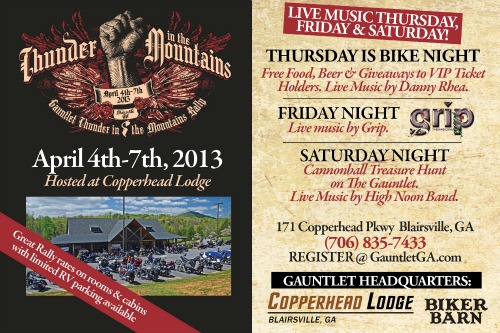 Thunder
in the
Mountains
April 4th-7th
2013
Blairsville, GA
Gauntlet Thunder in the Mountains Rally
April 4th-7th, 2013
Hosted at Copperhead Lodge
Great Rally rates on rooms & cabins
with limited RV parking available
LIVE MUSIC THURSDAY,
FRIDAY & SATURDAY!
THURSDAY IS BIKE NIGHT
Free Food, Beer & Giveaways to VIP Ticket
Holders. Live Music by Danny Rhea.
FRIDAY NIGHT
Live music by Grip.
grip
SATURDAY NIGHT
Cannonball Treasure Hunt
on The Gauntlet.
Live Music by High Noon Band.
171 Copperhead Pkwy Blairsville, GA
(706) 835-7433
REGISTER @ GauntletGA.com
GAUNTLET HEADQUARTERS:
COPPERHEAD LODGE
BLAIRSVILLE, GA
BIKER
BARN